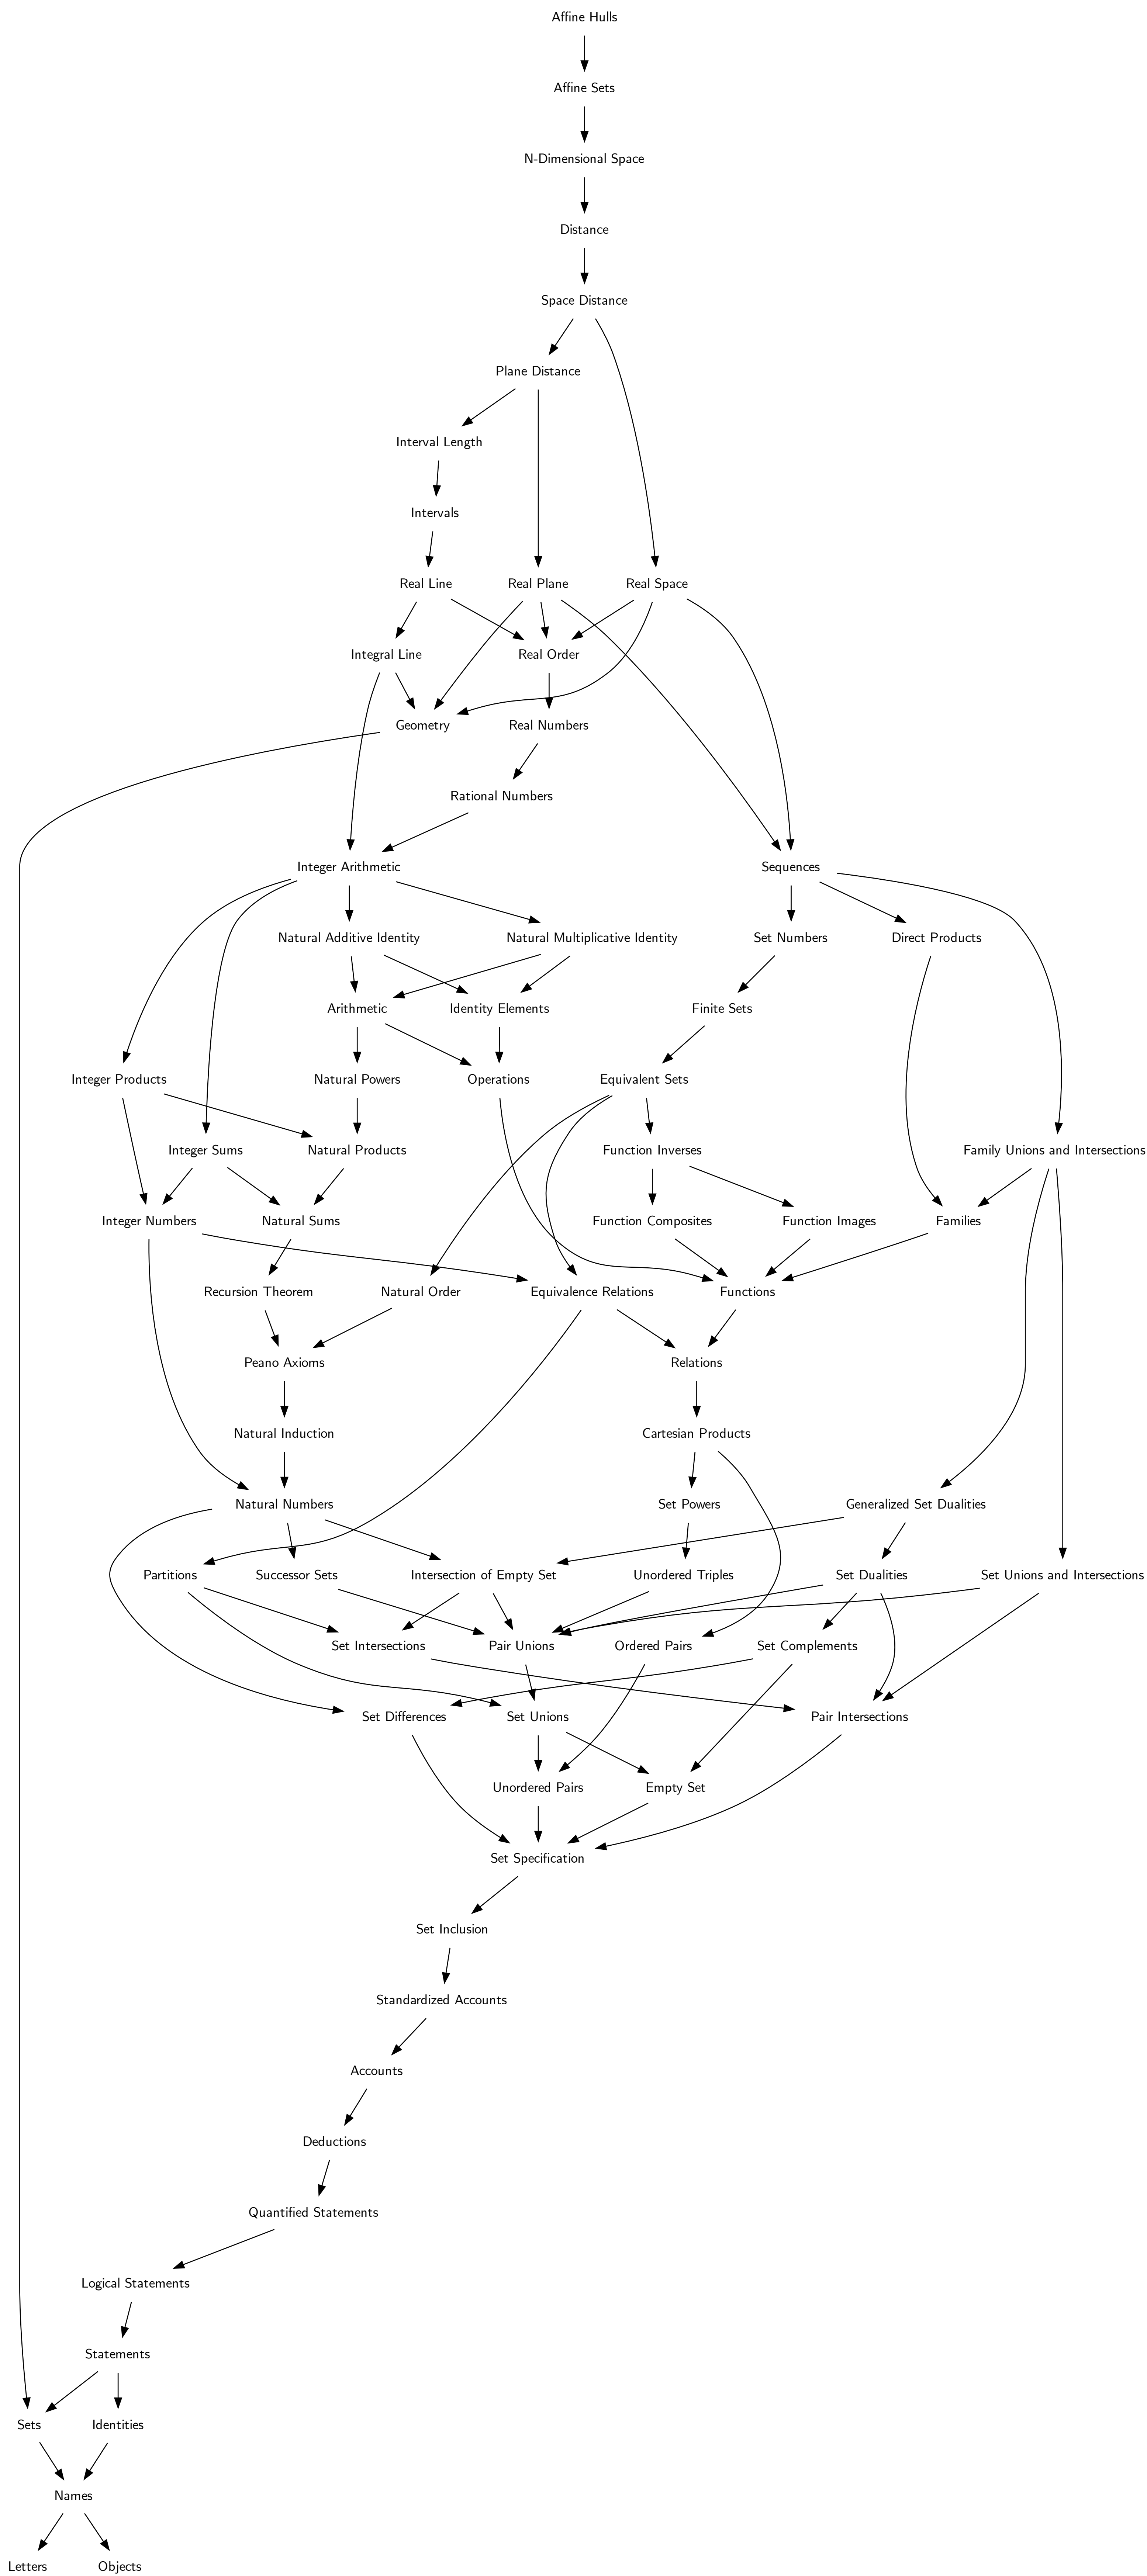 Affine Hulls
Affine Sets
N-Dimensional Space
Distance
Space Distance
Plane Distance
Interval Length
Intervals
Real Line
Real Plane
Real Space
Integral Line
Real Order
Geometry
Real Numbers
Rational Numbers
Integer Arithmetic
Sequences
Natural Additive Identity
Natural Multiplicative Identity
Set Numbers
Direct Products
Arithmetic
Identity Elements
Finite Sets
Integer Products
Natural Powers
Operations
Equivalent Sets
Integer Sums
Natural Products
Function Inverses
Family Unions and Intersections
Integer Numbers
Natural Sums
Function Composites
Function Images
Families
Recursion Theorem
Natural Order
Equivalence Relations
Functions
Peano Axioms
Relations
Natural Induction
Cartesian Products
Natural Numbers
Set Powers
Generalized Set Dualities
Partitions
Successor Sets
Intersection of Empty Set
Unordered Triples
Set Dualities
Set Unions and Intersections
Set Intersections
Pair Unions
Ordered Pairs
Set Complements
Set Differences
Set Unions
Pair Intersections
Unordered Pairs
Empty Set
Set Specification
Set Inclusion
Standardized Accounts
Accounts
Deductions
Quantified Statements
Logical Statements
Statements
Sets
Identities
Names
Letters
Objects